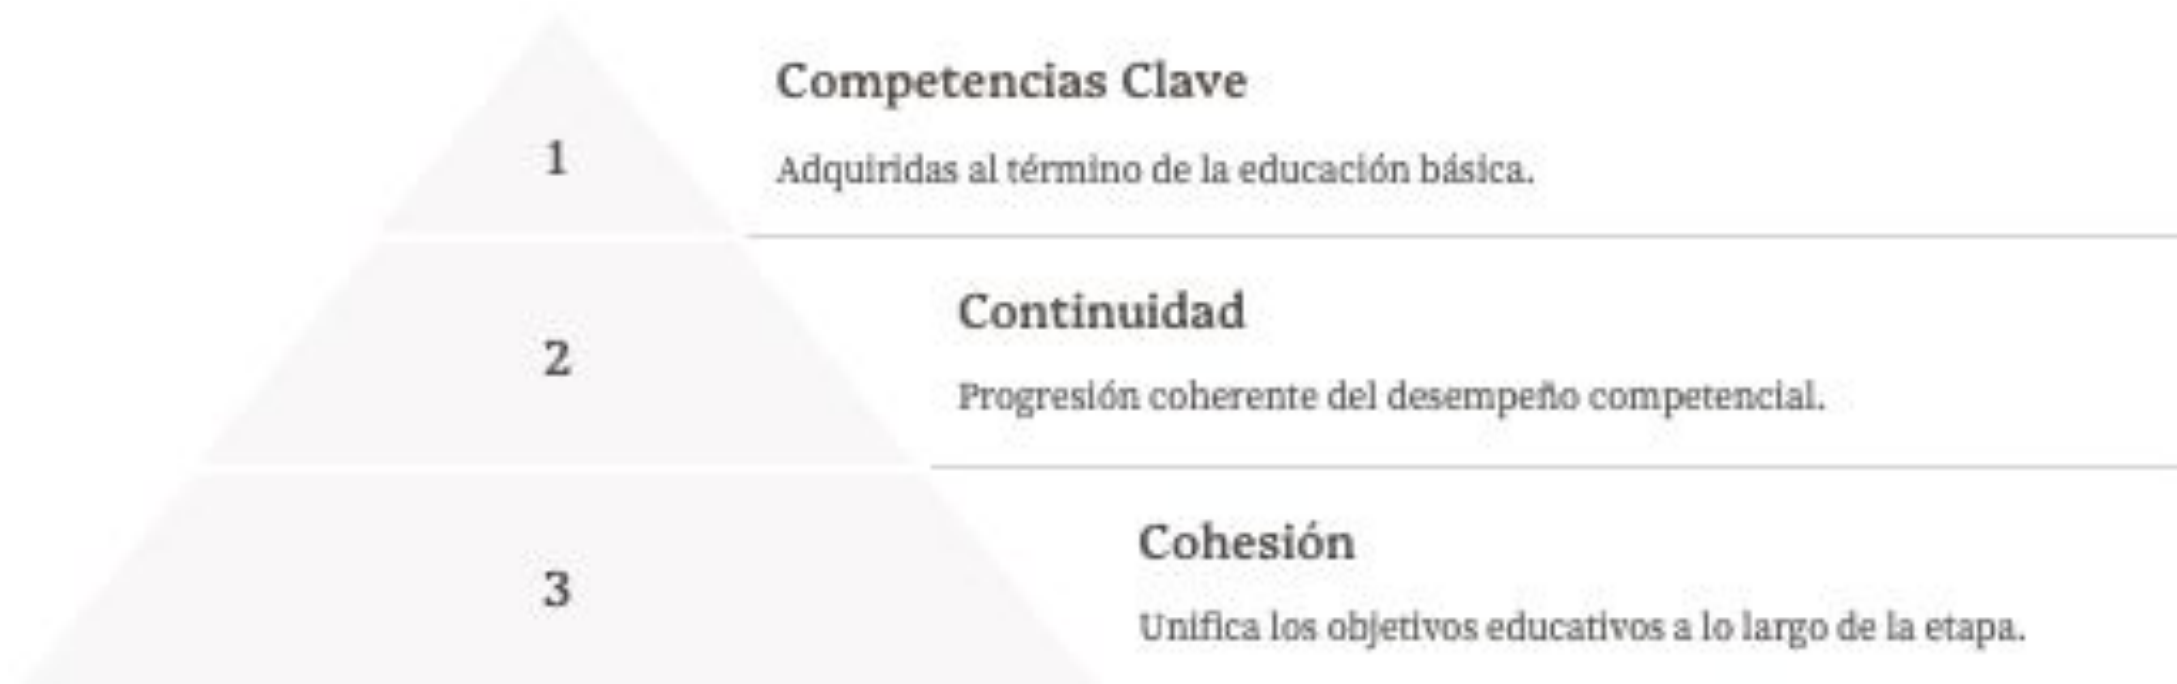 Competencias Clave
1
Adquiridas al término de la educación básica.
Continuidad
2
Progresión coherente del desempeño competencial.
Cohesión
3
Unifica los objetivos educativos a lo largo de la etapa.